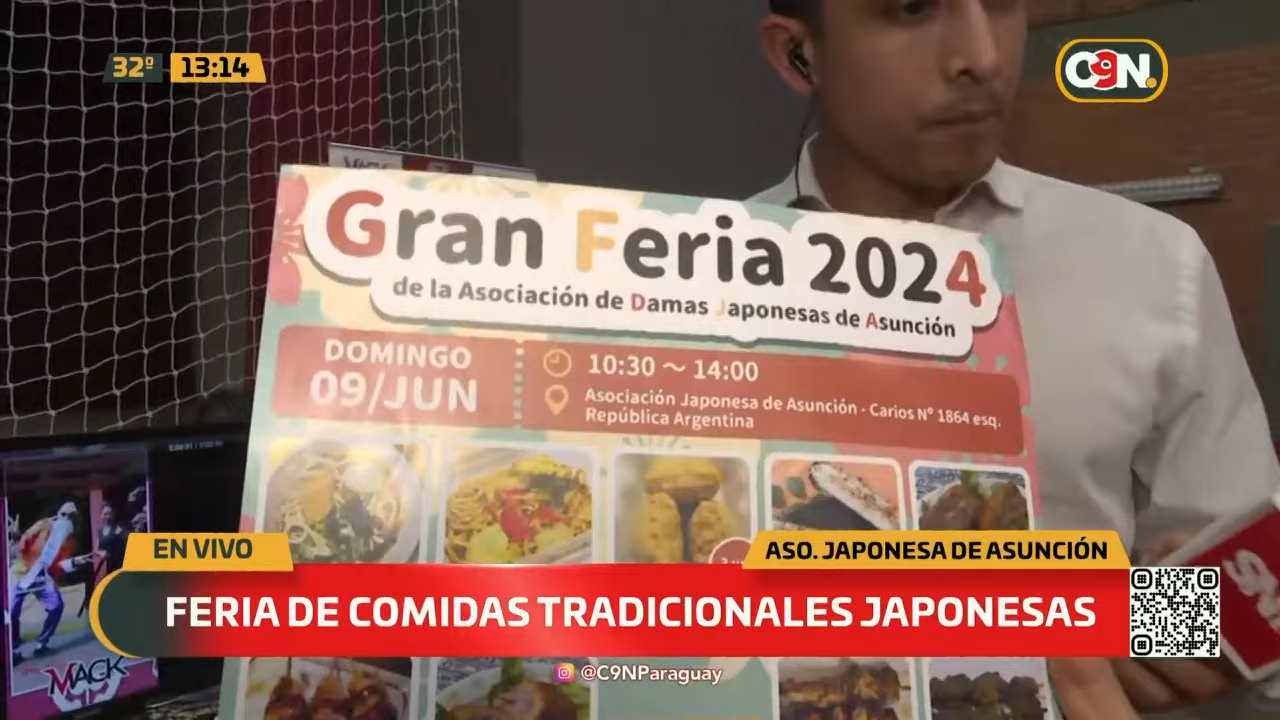 32º 13:14
C9N.
Gran Feria 2024
de la Asociación de Damas Japonesas de Asunción
DOMINGO
09/JUN
10:30 ~ 14:00
Asociación Japonesa de Asunción - Carios Nº 1864 esq.
República Argentina
EN VIVO
ASO. JAPONESA DE ASUNCIÓN
FERIA DE COMIDAS TRADICIONALES JAPONESAS
@C9NParaguay
MACK